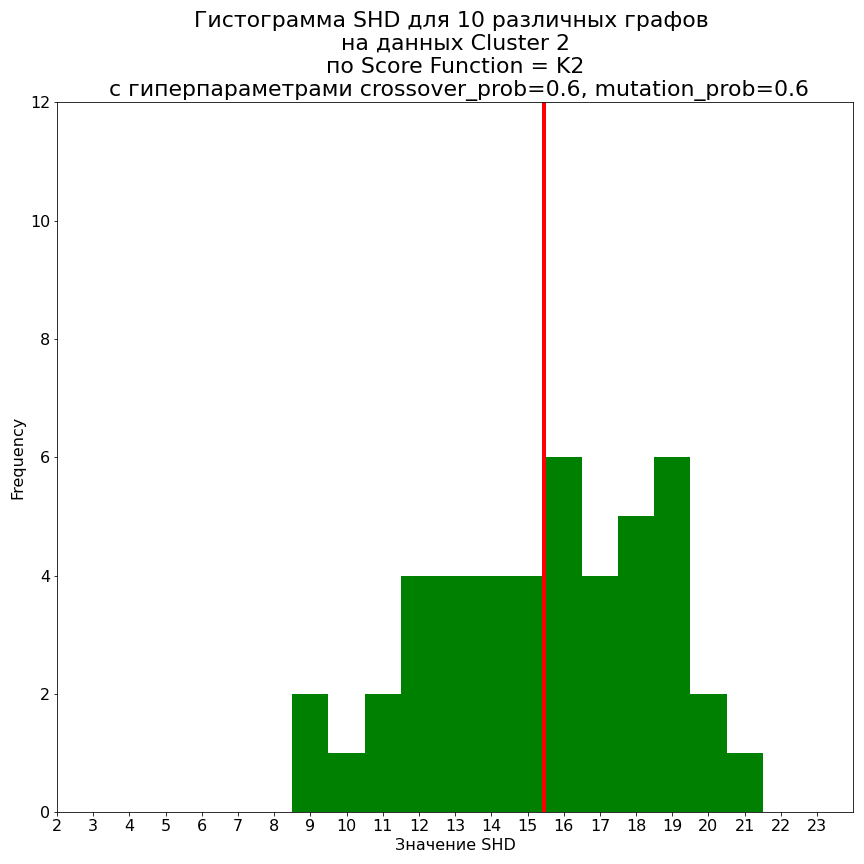 Гистограмма SHD для 10 различных графов
на данных Cluster 2
по Score Function = K2
с гиперпараметрами crossover_prob=0.6, mutation_prob=0.6
12
10
8
6
4
2
0
Frequency
2 3 4 5 6 7 8 9 10 11 12 13 14 15 16 17 18 19 20 21 22 23
Значение SHD